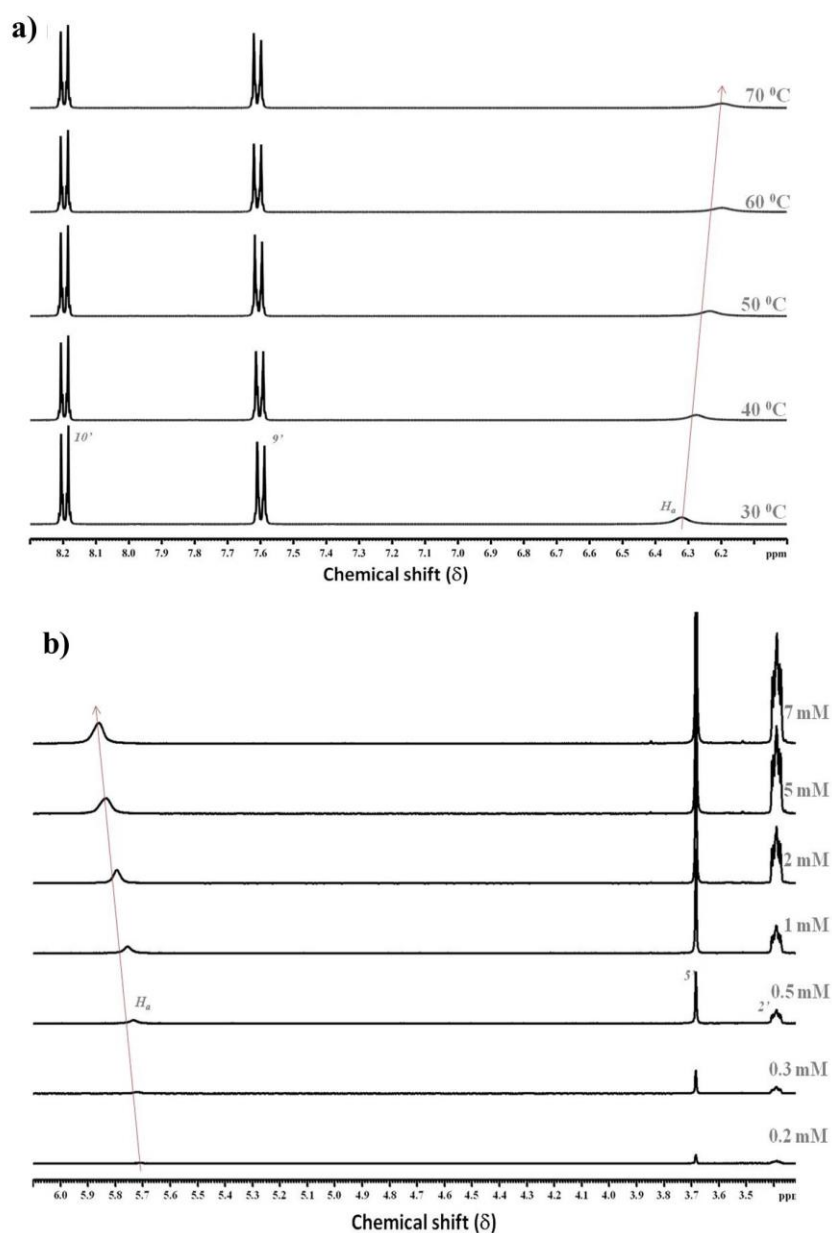 a)
70 ⁰C
60 ⁰C
50 ⁰C
40 ⁰C
10'
9'
Hₐ
30 ⁰C
8.2 8.1 8.0 7.9 7.8 7.7 7.6 7.5 7.4 7.3 7.2 7.1 7.0 6.9 6.8 6.7 6.6 6.5 6.4 6.3 6.2 ppm
Chemical shift (δ)
b)
7 mM
5 mM
2 mM
1 mM
Hₐ
5'
2'
0.5 mM
0.3 mM
0.2 mM
6.0 5.9 5.8 5.7 5.6 5.5 5.4 5.3 5.2 5.1 5.0 4.9 4.8 4.7 4.6 4.5 4.4 4.3 4.2 4.1 4.0 3.9 3.8 3.7 3.6 3.5 ppm
Chemical shift (δ)